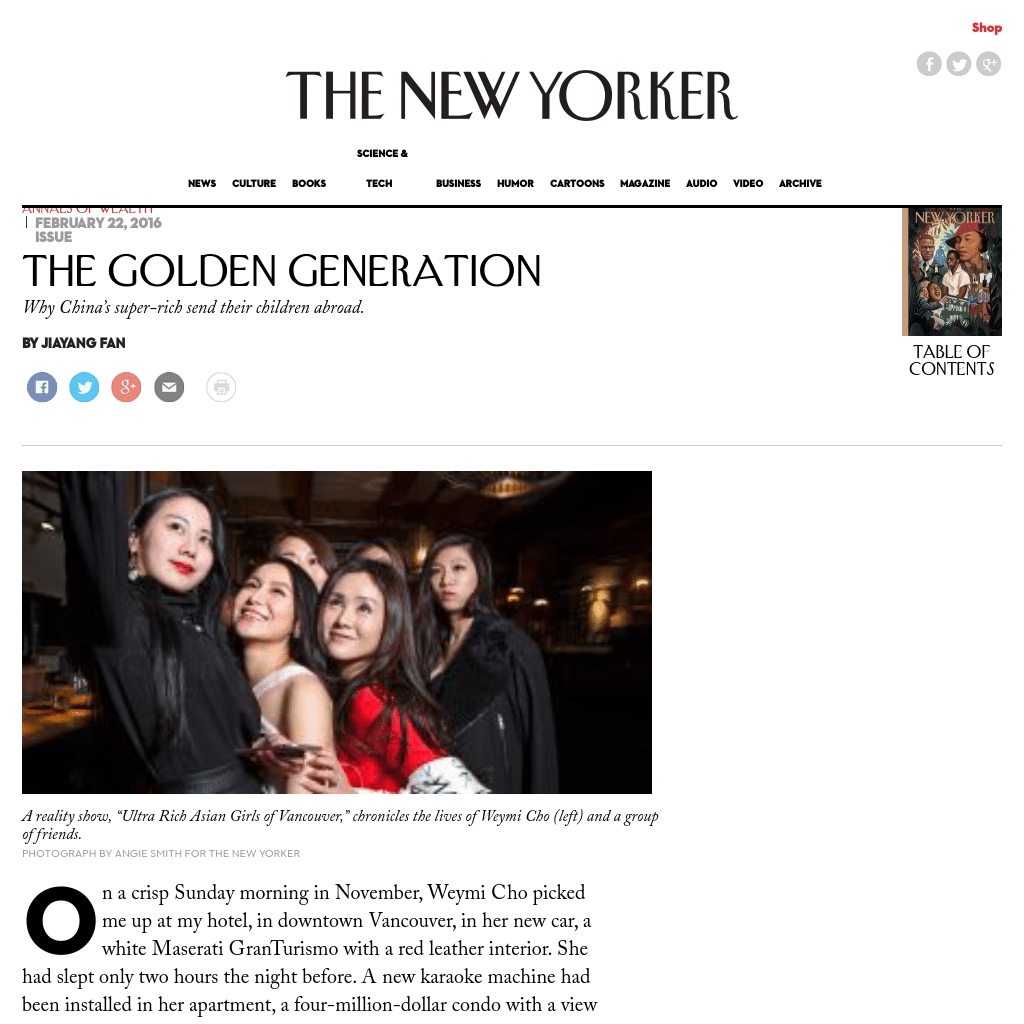 Shop
THE NEW YORKER
SCIENCE &
NEWS CULTURE BOOKS TECH BUSINESS HUMOR CARTOONS MAGAZINE AUDIO VIDEO ARCHIVE
ANNALS OF WEALTH
| FEBRUARY 22, 2016
ISSUE
NEW YORKER
THE GOLDEN GENERATION
Why China’s super-rich send their children abroad.
BY JIAYANG FAN
TABLE OF
CONTENTS
A reality show, “Ultra Rich Asian Girls of Vancouver,” chronicles the lives of Weymi Cho (left) and a group
of friends.
PHOTOGRAPH BY ANGIE SMITH FOR THE NEW YORKER
On a crisp Sunday morning in November, Weymi Cho picked
me up at my hotel, in downtown Vancouver, in her new car, a
white Maserati GranTurismo with a red leather interior. She
had slept only two hours the night before. A new karaoke machine had
been installed in her apartment, a four-million-dollar condo with a view